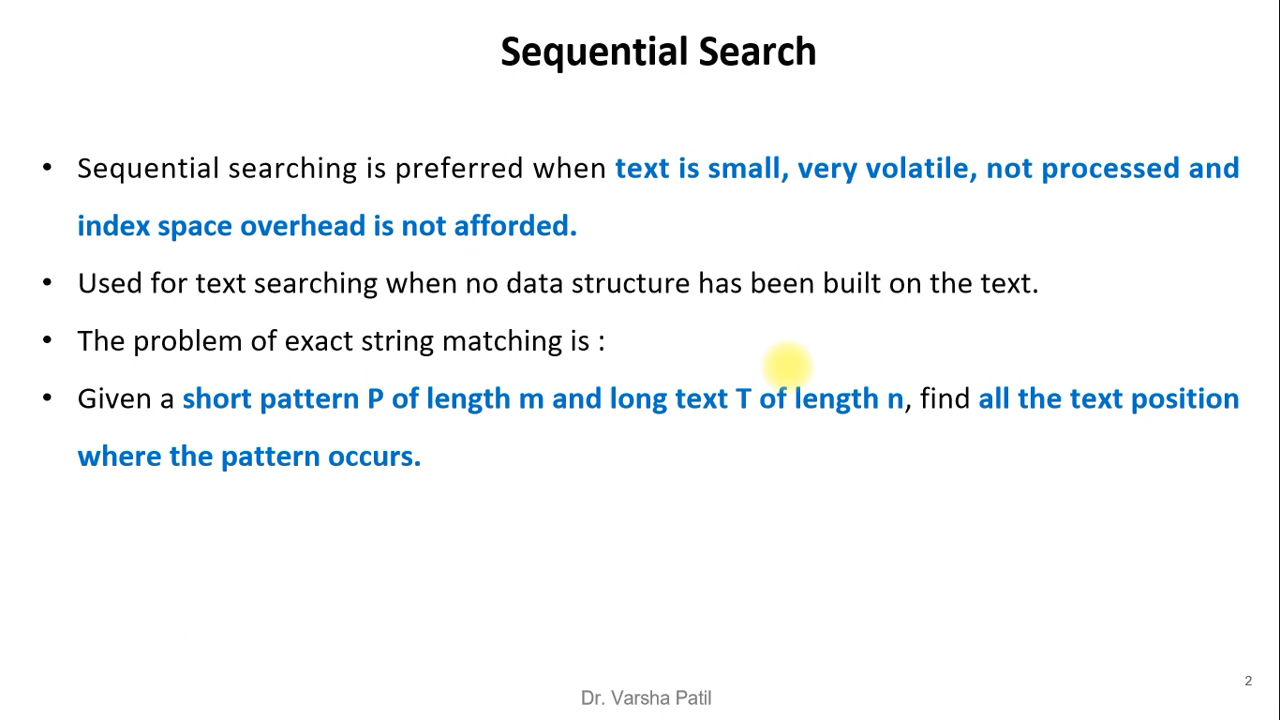 Sequential Search
• Sequential searching is preferred when text is small, very volatile, not processed and
index space overhead is not afforded.
• Used for text searching when no data structure has been built on the text.
• The problem of exact string matching is :
• Given a short pattern P of length m and long text T of length n, find all the text position
where the pattern occurs.
2
Dr. Varsha Patil